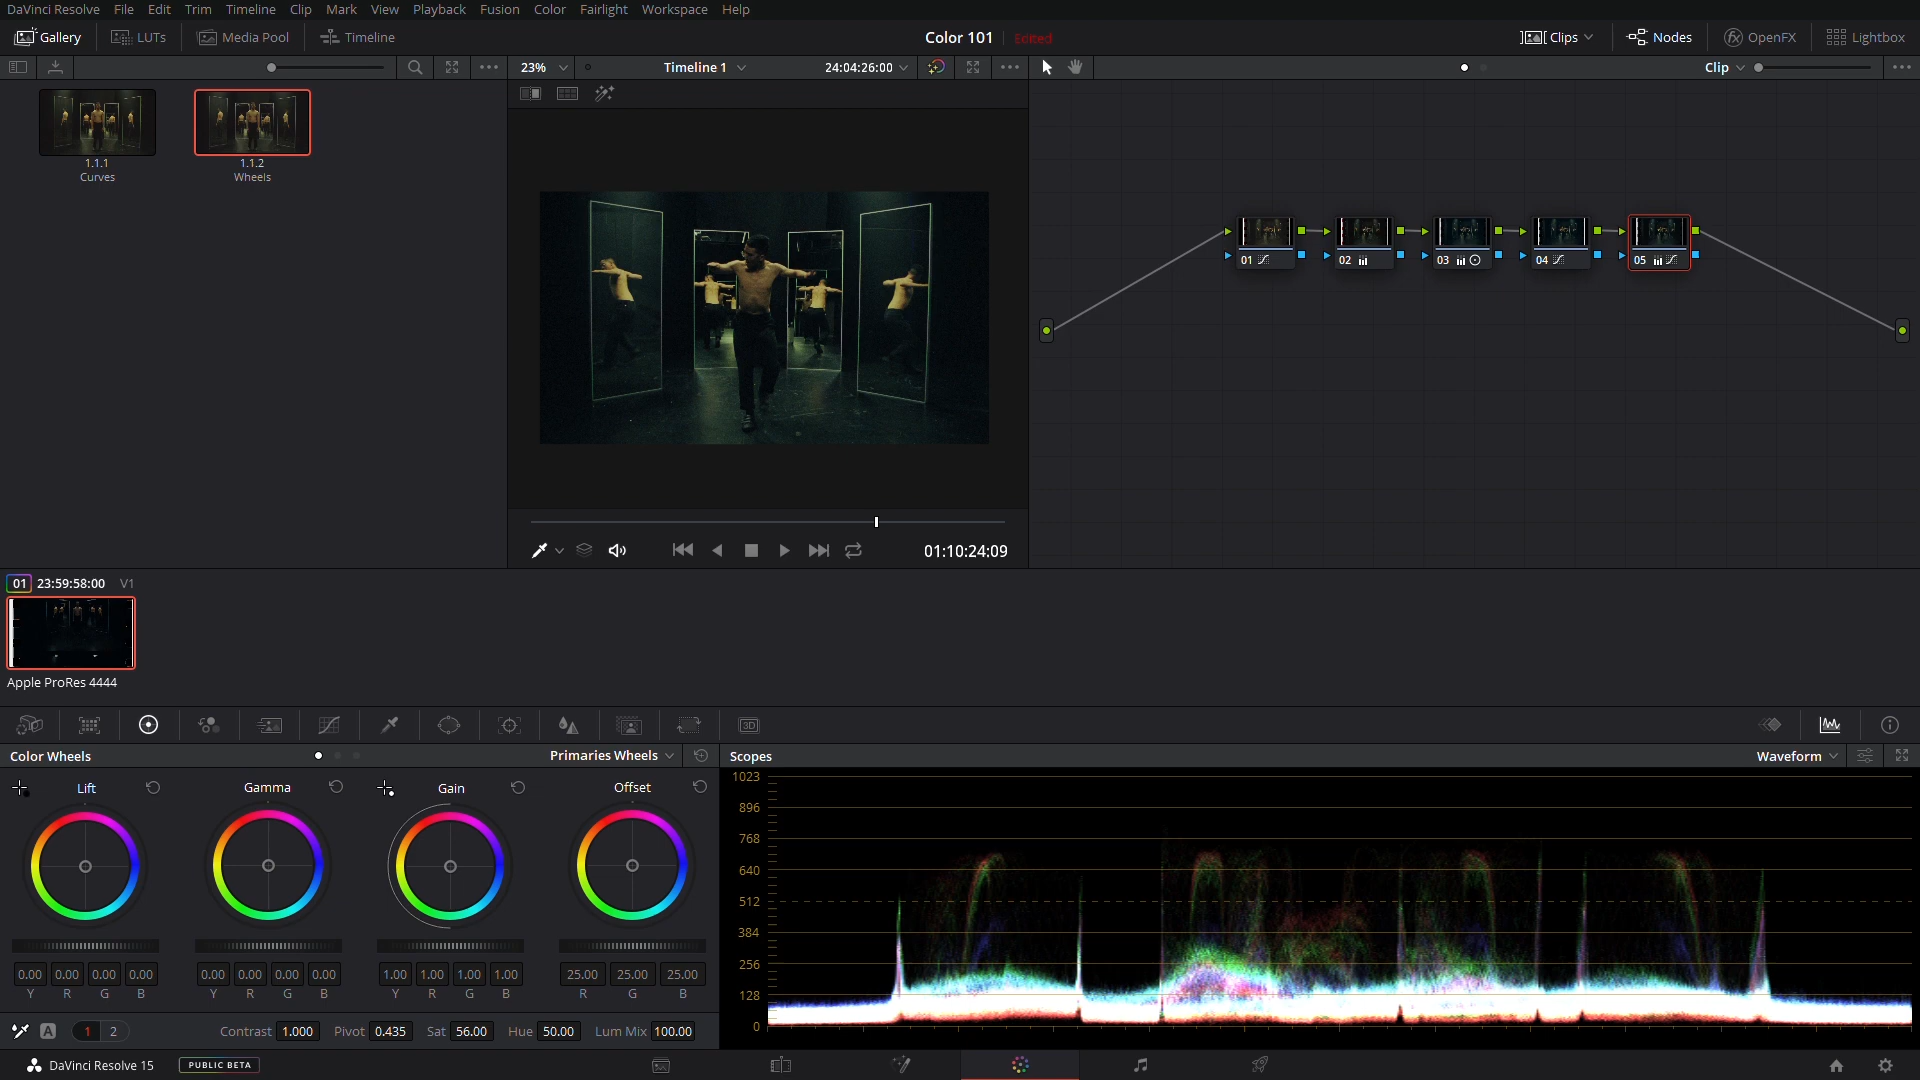 DaVinci Resolve File Edit Trim Timeline Clip Mark View Playback Fusion Color Fairlight Workspace Help
Gallery LUTs Media Pool Timeline Color 101 Edited Clips Nodes OpenFX Lightbox
23% Timeline 1 24:04:26:00 Clip
1.1.1 1.1.2
Curves Wheels
01 02 03 04 05
01:10:24:09
01 23:59:58:00 V1
Apple ProRes 4444
3D
Color Wheels Primaries Wheels Scopes Waveform
Lift Gamma Gain Offset
1023
896
768
640
512
384
256
128
0
0.00 0.00 0.00 0.00 0.00 0.00 0.00 0.00 1.00 1.00 1.00 1.00 25.00 25.00 25.00
Y R G B Y R G B Y R G B R G B
A 1 2 Contrast 1.000 Pivot 0.435 Sat 56.00 Hue 50.00 Lum Mix 100.00
DaVinci Resolve 15 PUBLIC BETA